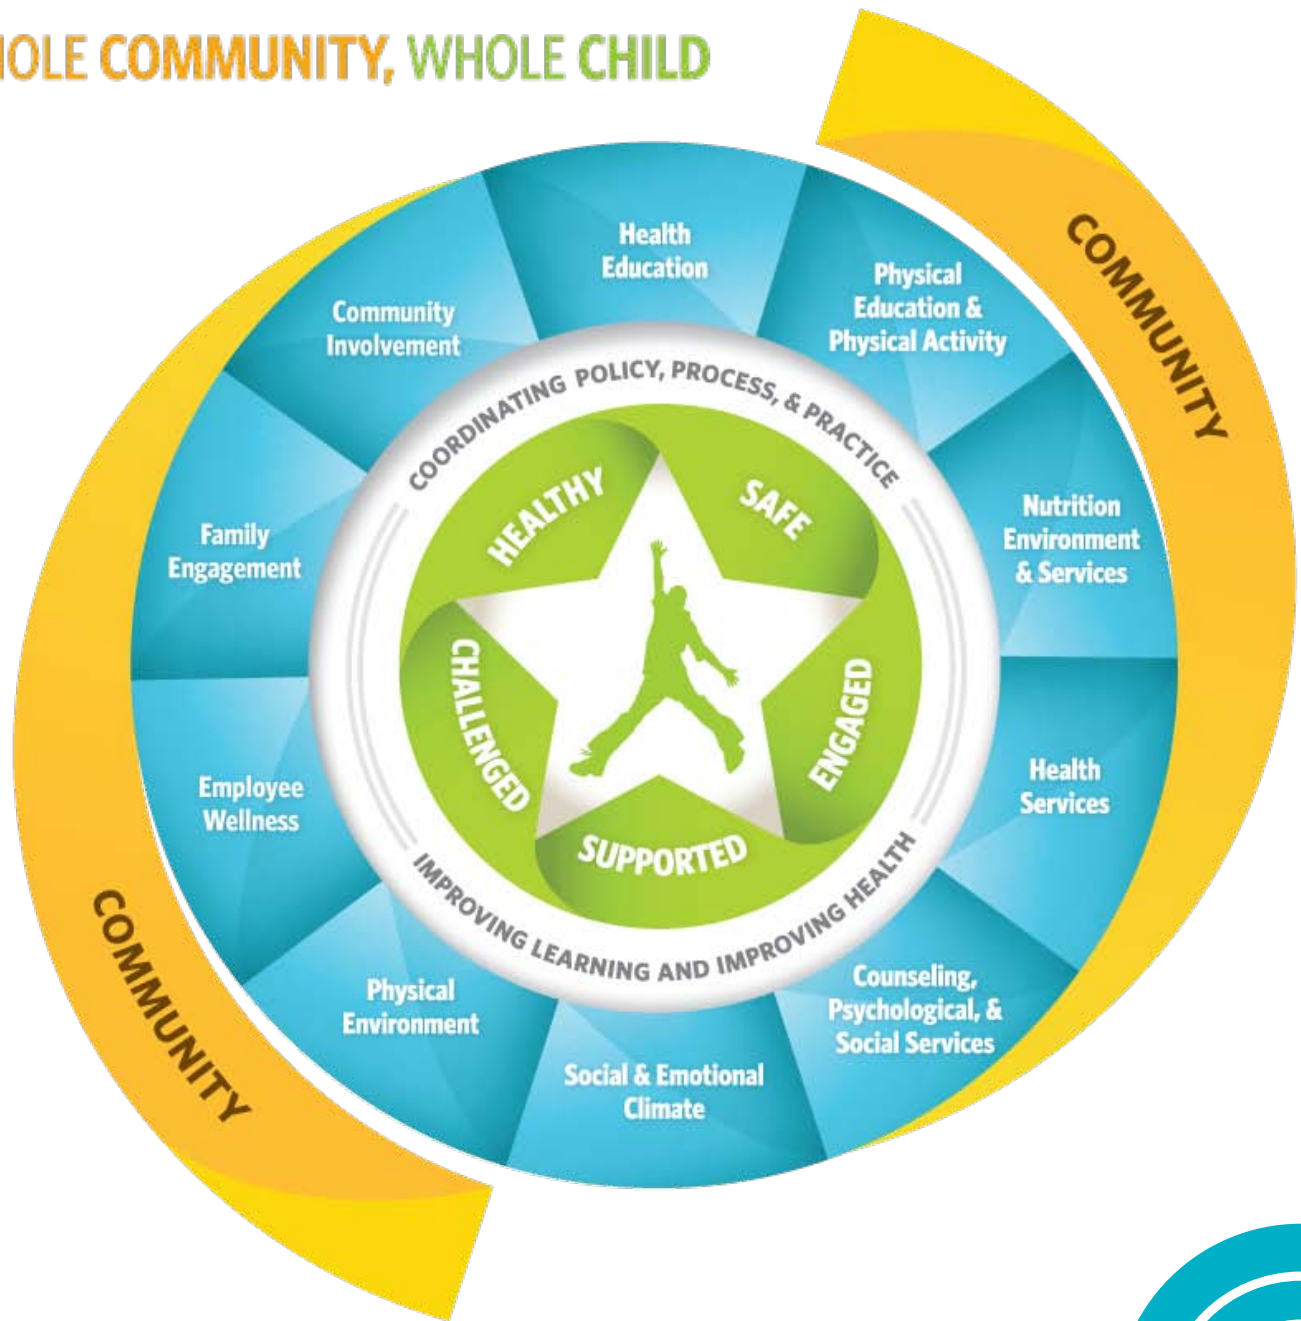 OLE COMMUNITY, WHOLE CHILD
COMMUNITY
Health
Education
Physical
Education &
Physical Activity
Nutrition
Environment
& Services
Health
Services
Counseling,
Psychological, &
Social Services
Social & Emotional
Climate
Physical
Environment
Employee
Wellness
Family
Engagement
Community
Involvement
COORDINATING POLICY, PROCESS, & PRACTICE
IMPROVING LEARNING AND IMPROVING HEALTH
HEALTHY
SAFE
ENGAGED
SUPPORTED
CHALLENGED
COMMUNITY